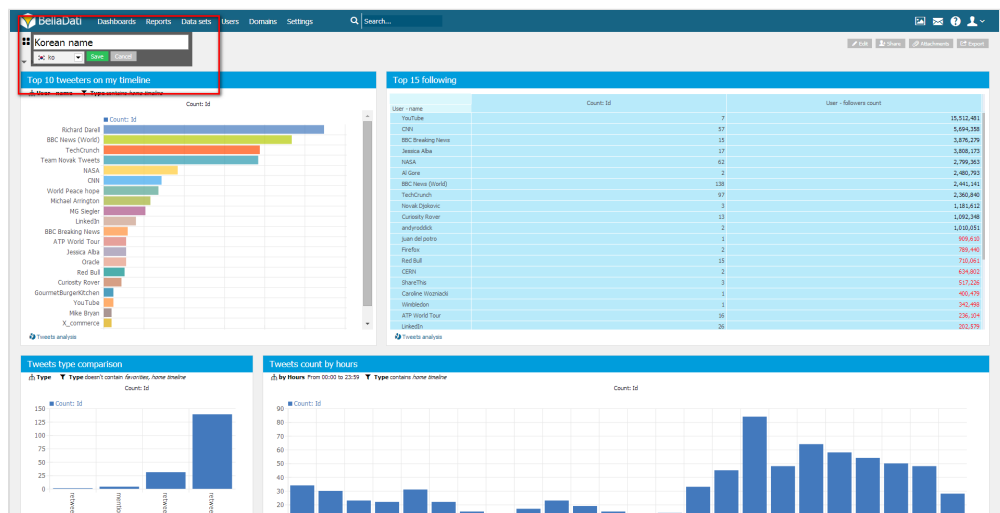 BellaDati Dashboards Reports Data sets Users Domains Settings Search...
Korean name
ko Save Cancel
Edit Share Attachments Export
Top 10 tweeters on my timeline
User - name Type contains home timeline
Count: Id
Count: Id
Richard Darell
BBC News (World)
TechCrunch
Team Novak Tweets
NASA
CNN
World Peace hope
Michael Arrington
MG Siegler
LinkedIn
BBC Breaking News
ATP World Tour
Jessica Alba
Oracle
Red Bull
Curiosity Rover
GourmetBurgerKitchen
YouTube
Mike Bryan
X_commerce
Tweets analysis
Top 15 following
User - name Count: Id User - followers count
YouTube 7 15,512,481
CNN 57 5,694,358
BBC Breaking News 15 3,876,279
Jessica Alba 17 3,808,173
NASA 62 2,799,363
Al Gore 2 2,480,793
BBC News (World) 138 2,441,141
TechCrunch 97 2,360,840
Novak Djokovic 3 1,181,612
Curiosity Rover 13 1,092,348
andyroddick 2 1,010,051
juan del potro 1 909,610
Firefox 2 789,440
Red Bull 15 710,061
CERN 2 634,802
ShareThis 3 517,226
Caroline Wozniacki 1 400,479
Wimbledon 1 342,498
ATP World Tour 16 236,104
LinkedIn 26 202,579
Tweets analysis
Tweets type comparison
Type Type doesn't contain favorites, home timeline
Count: Id
Count: Id
150
125
100
75
50
25
0
Tweets count by hours
by Hours From 00:00 to 23:59 Type contains home timeline
Count: Id
Count: Id
90
80
70
60
50
40
30
20